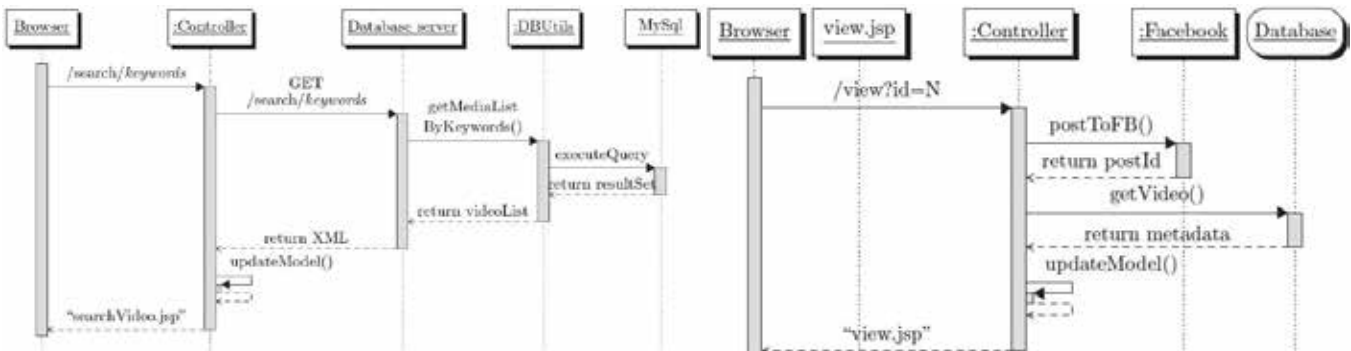 Browser
:Controller
Database server
:DBUtils
MySql
/search/keywords
GET
/search/keywords
getMediaList
ByKeywords()
executeQuery
return resultSet
return videoList
return XML
updateModel()
"searchVideo.jsp"
Browser
view.jsp
:Controller
:Facebook
Database
/view?id=N
postToFB()
return postId
getVideo()
return metadata
updateModel()
"view.jsp"